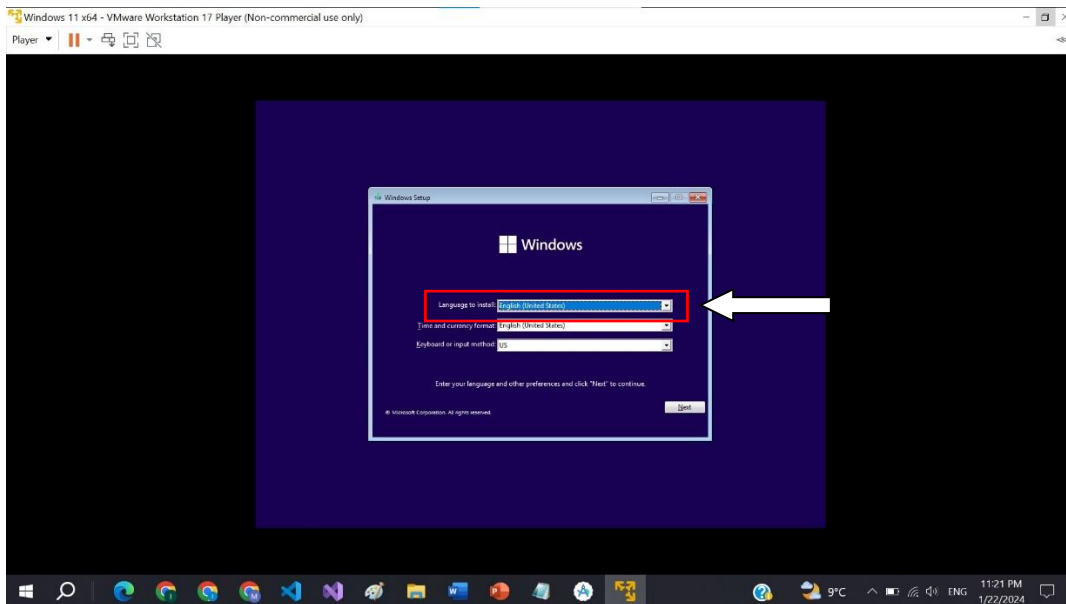 Windows 11 x64 - VMware Workstation 17 Player (Non-commercial use only)
Player
Windows Setup
Windows
Language to install: English (United States)
Time and currency format: English (United States)
Keyboard or input method: US
Enter your language and other preferences and click "Next" to continue.
© Microsoft Corporation. All rights reserved.
Next
9°C
ENG
11:21 PM
1/22/2024